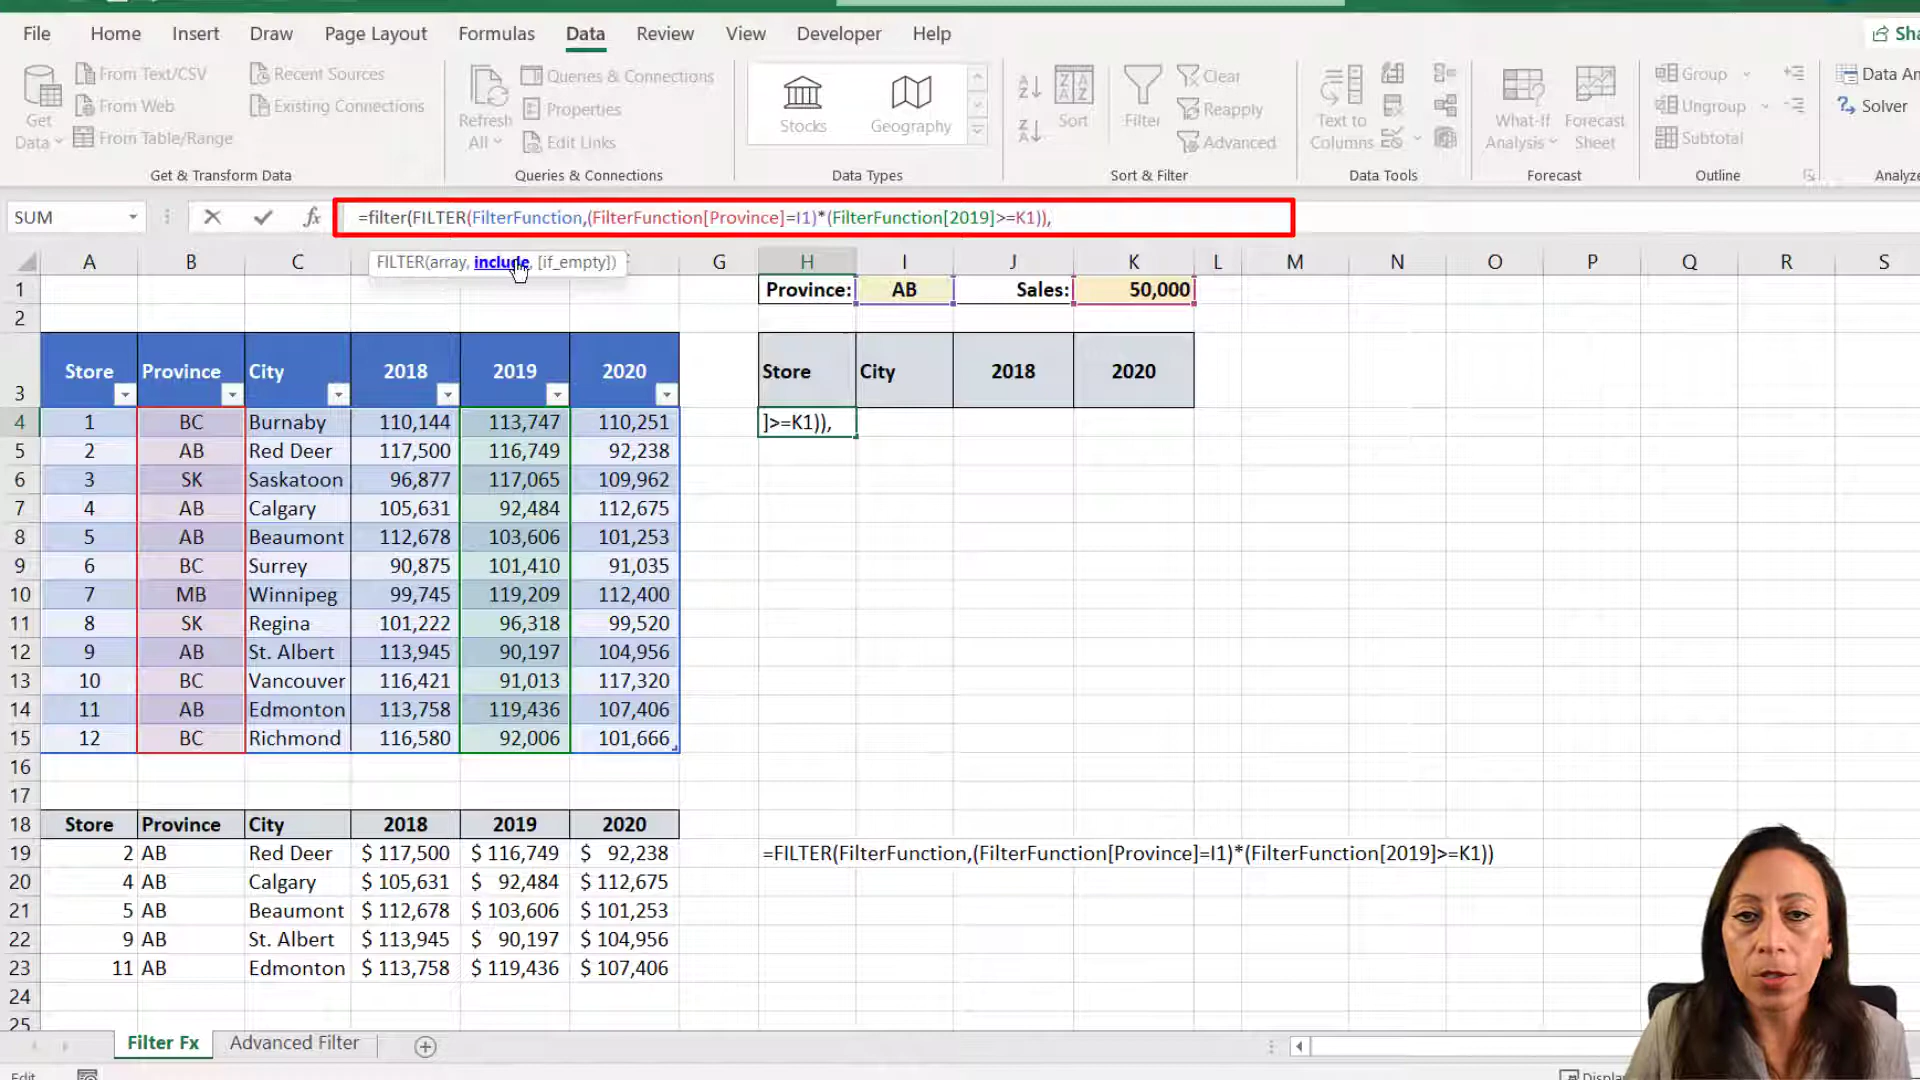 File Home Insert Draw Page Layout Formulas Data Review View Developer Help Sha
Get Data
From Text/CSV
From Web
From Table/Range
Recent Sources
Existing Connections
Get & Transform Data
Refresh All
Queries & Connections
Properties
Edit Links
Queries & Connections
Stocks
Geography
Data Types
Sort
Filter
Clear
Reapply
Advanced
Sort & Filter
Text to Columns
Data Tools
What-If Analysis
Forecast Sheet
Forecast
Group
Ungroup
Subtotal
Outline
Data An
Solver
Analyze
SUM fx =filter(FILTER(FilterFunction,(FilterFunction[Province]=I1)*(FilterFunction[2019]>=K1)),
FILTER(array, include, [if_empty])
A B C G H I J K L M N O P Q R S
1 Province: AB Sales: 50,000
2
3 Store Province City 2018 2019 2020 Store City 2018 2020
4 1 BC Burnaby 110,144 113,747 110,251 ]>=K1)),
5 2 AB Red Deer 117,500 116,749 92,238
6 3 SK Saskatoon 96,877 117,065 109,962
7 4 AB Calgary 105,631 92,484 112,675
8 5 AB Beaumont 112,678 103,606 101,253
9 6 BC Surrey 90,875 101,410 91,035
10 7 MB Winnipeg 99,745 119,209 112,400
11 8 SK Regina 101,222 96,318 99,520
12 9 AB St. Albert 113,945 90,197 104,956
13 10 BC Vancouver 116,421 91,013 117,320
14 11 AB Edmonton 113,758 119,436 107,406
15 12 BC Richmond 116,580 92,006 101,666
16
17
18 Store Province City 2018 2019 2020
19 2 AB Red Deer $ 117,500 $ 116,749 $ 92,238 =FILTER(FilterFunction,(FilterFunction[Province]=I1)*(FilterFunction[2019]>=K1))
20 4 AB Calgary $ 105,631 $ 92,484 $ 112,675
21 5 AB Beaumont $ 112,678 $ 103,606 $ 101,253
22 9 AB St. Albert $ 113,945 $ 90,197 $ 104,956
23 11 AB Edmonton $ 113,758 $ 119,436 $ 107,406
24
25
Filter Fx Advanced Filter
Edit